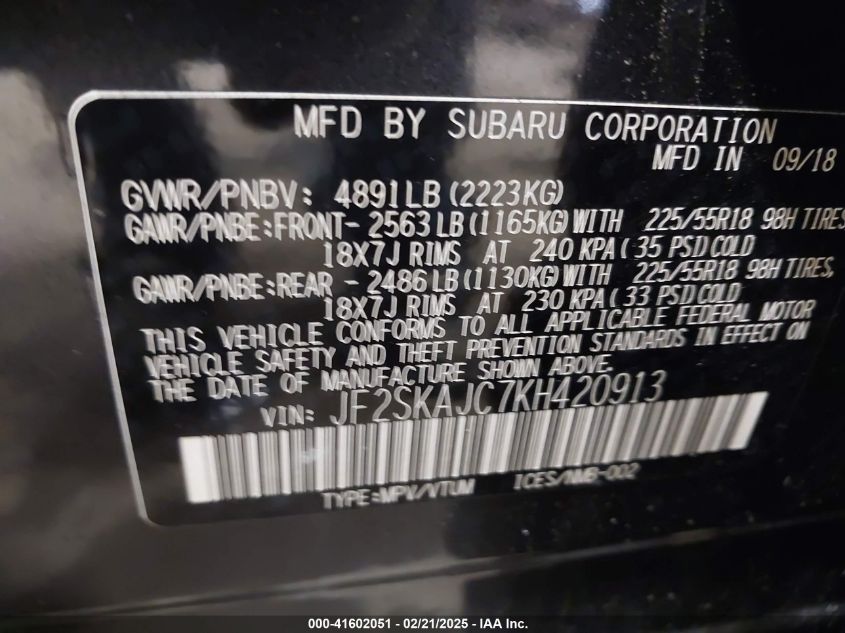 MFD BY SUBARU CORPORATION
MFD IN 09/18
GVWR/PNBV: 4891LB (2223KG)
GAWR/PNBE:FRONT- 2563 LB (1165KG) WITH 225/55R18 98H TIRES
18X7J RIMS AT 240 KPA ( 35 PSI) COLD
GAWR/PNBE:REAR - 2486 LB (1130KG) WITH 225/55R18 98H TIRES,
18X7J RIMS AT 230 KPA ( 33 PSI) COLD
THIS VEHICLE CONFORMS TO ALL APPLICABLE FEDERAL MOTOR
VEHICLE SAFETY AND THEFT PREVENTION STANDARDS IN EFFECT ON
THE DATE OF MANUFACTURE SHOWN ABOVE.
VIN: JF2SKAJC7KH420913
TYPE:MPV/VTUM ICES/NMB-002
000-41602051 — 02/21/2025 — IAA, Inc.